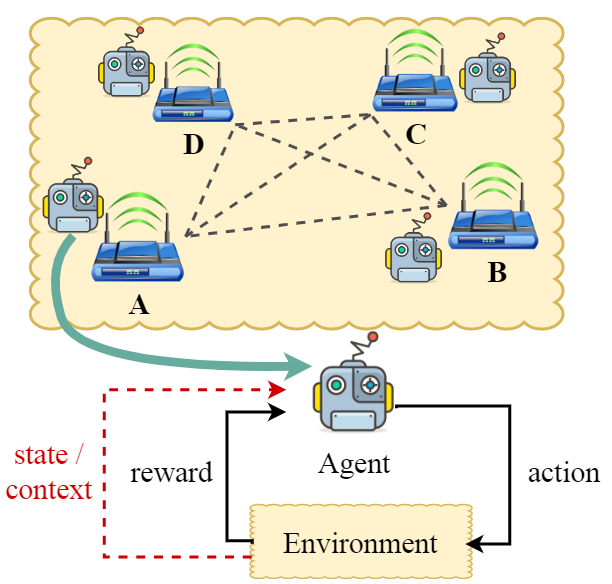 D
C
A
B
state /
context
reward
Agent
action
Environment